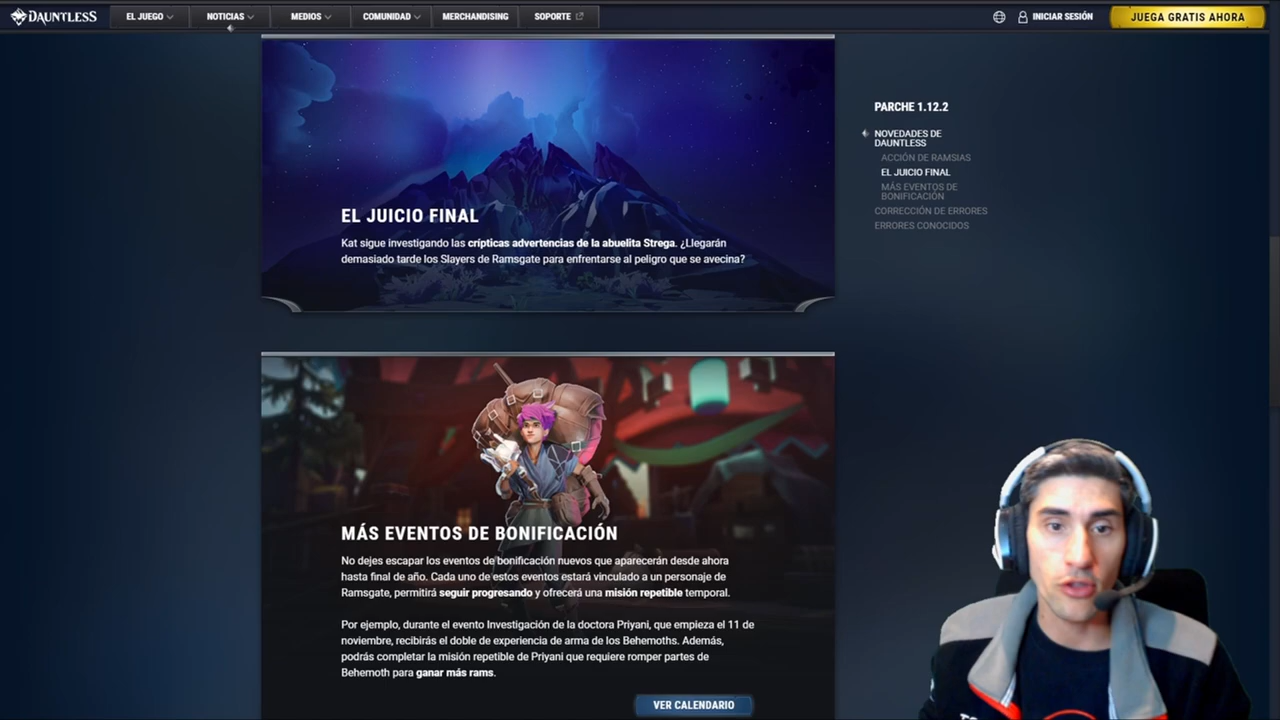 DAUNTLESS
EL JUEGO
NOTICIAS
MEDIOS
COMUNIDAD
MERCHANDISING
SOPORTE
INICIAR SESIÓN
JUEGA GRATIS AHORA
EL JUICIO FINAL
Kat sigue investigando las crípticas advertencias de la abuelita Strega. ¿Llegarán
demasiado tarde los Slayers de Ramsgate para enfrentarse al peligro que se avecina?
MÁS EVENTOS DE BONIFICACIÓN
No dejes escapar los eventos de bonificación nuevos que aparecerán desde ahora
hasta final de año. Cada uno de estos eventos estará vinculado a un personaje de
Ramsgate, permitirá seguir progresando y ofrecerá una misión repetible temporal.
Por ejemplo, durante el evento Investigación de la doctora Priyani, que empieza el 11 de
noviembre, recibirás el doble de experiencia de arma de los Behemoths. Además,
podrás completar la misión repetible de Priyani que requiere romper partes de
Behemoth para ganar más rams.
VER CALENDARIO
PARCHE 1.12.2
NOVEDADES DE
DAUNTLESS
ACCIÓN DE RAMSIAS
EL JUICIO FINAL
MÁS EVENTOS DE
BONIFICACIÓN
CORRECCIÓN DE ERRORES
ERRORES CONOCIDOS